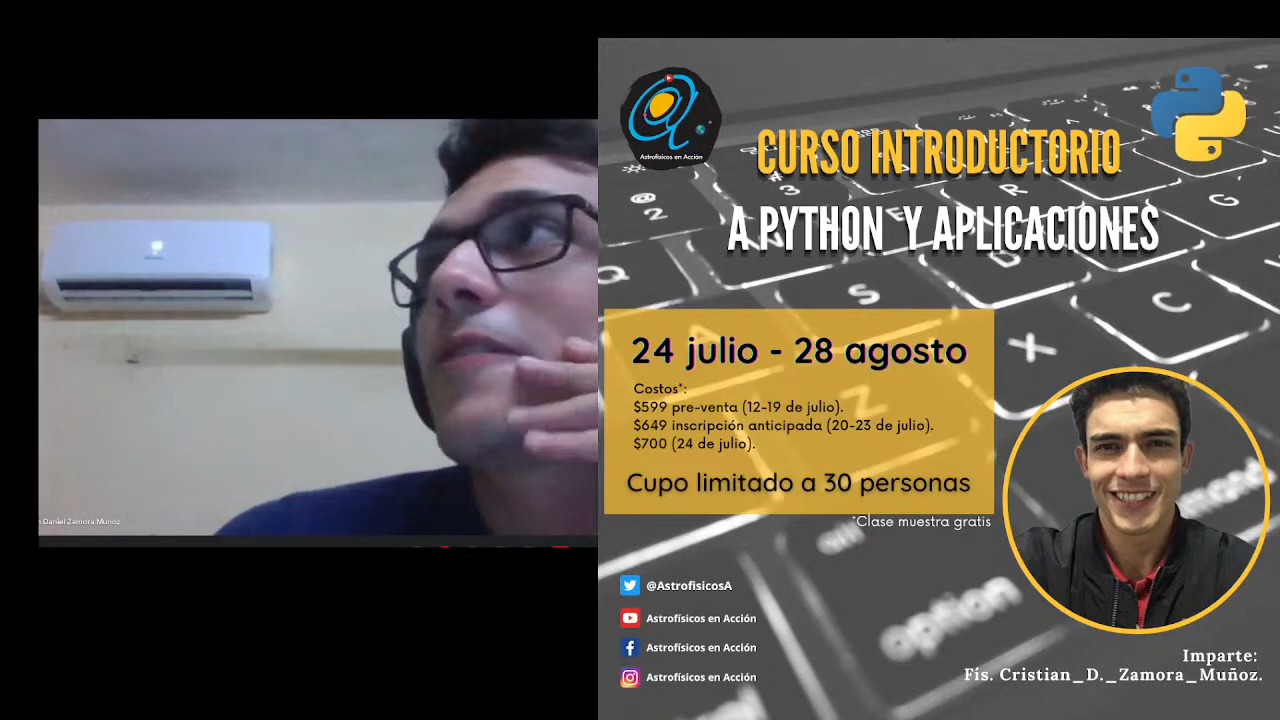 Daniel Zamora Muñoz
Astrofísicos en Acción
CURSO INTRODUCTORIO
A PYTHON Y APLICACIONES
24 julio - 28 agosto
Costos*:
$599 pre-venta (12-19 de julio).
$649 inscripción anticipada (20-23 de julio).
$700 (24 de julio).
Cupo limitado a 30 personas
*Clase muestra gratis
@AstrofisicosA
Astrofísicos en Acción
Astrofísicos en Acción
Astrofísicos en Acción
option
Imparte:
Fís. Cristian_D._Zamora_Muñoz.